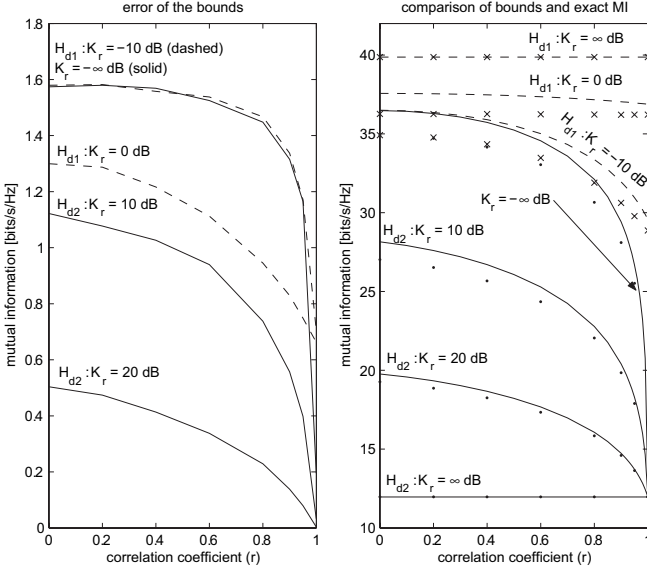 error of the bounds
1.8
1.6
1.4
1.2
1
0.8
0.6
0.4
0.2
0
mutual information [bits/s/Hz]
H_d1 :K_r = −10 dB (dashed)
K_r = −∞ dB (solid)
H_d1 :K_r = 0 dB
H_d2 :K_r = 10 dB
H_d2 :K_r = 20 dB
0 0.2 0.4 0.6 0.8 1
correlation coefficient (r)
comparison of bounds and exact MI
40
35
30
25
20
15
10
mutual information [bits/s/Hz]
H_d1 :K_r = ∞ dB
H_d1 :K_r = 0 dB
H_d1 :K_r = −10 dB
K_r = −∞ dB
H_d2 :K_r = 10 dB
H_d2 :K_r = 20 dB
H_d2 :K_r = ∞ dB
0 0.2 0.4 0.6 0.8 1
correlation coefficient (r)